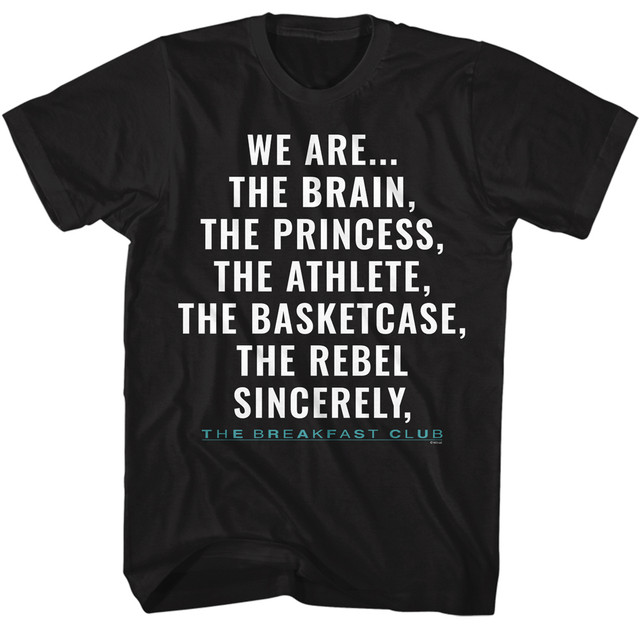 WE ARE...
THE BRAIN,
THE PRINCESS,
THE ATHLETE,
THE BASKETCASE,
THE REBEL
SINCERELY,
THE BREAKFAST CLUB